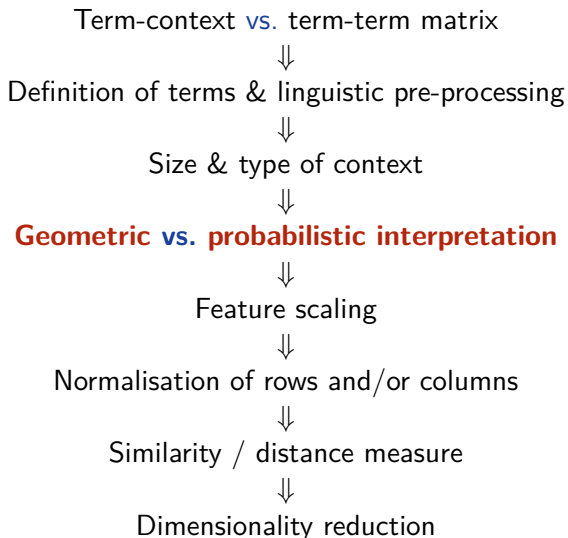 Term-context vs. term-term matrix
⇓
Definition of terms & linguistic pre-processing
⇓
Size & type of context
⇓
Geometric vs. probabilistic interpretation
⇓
Feature scaling
⇓
Normalisation of rows and/or columns
⇓
Similarity / distance measure
⇓
Dimensionality reduction